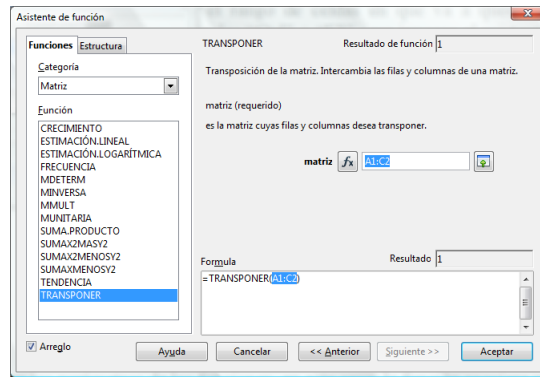 Asistente de función
Funciones Estructura
TRANSPONER Resultado de función 1
Categoría
Transposición de la matriz. Intercambia las filas y columnas de una matriz.
Matriz
Función
matriz (requerido)
es la matriz cuyas filas y columnas desea transponer.
CRECIMIENTO
ESTIMACIÓN.LINEAL
ESTIMACIÓN.LOGARÍTMICA
FRECUENCIA
MDETERM
MINVERSA
MMULT
MUNITARIA
SUMA.PRODUCTO
SUMAX2MASY2
SUMAX2MENOSY2
SUMAXMENOSY2
TENDENCIA
TRANSPONER
matriz fx A1:C2
Formula Resultado 1
=TRANSPONER(A1:C2)
Arreglo
Ayuda Cancelar << Anterior Siguiente >> Aceptar